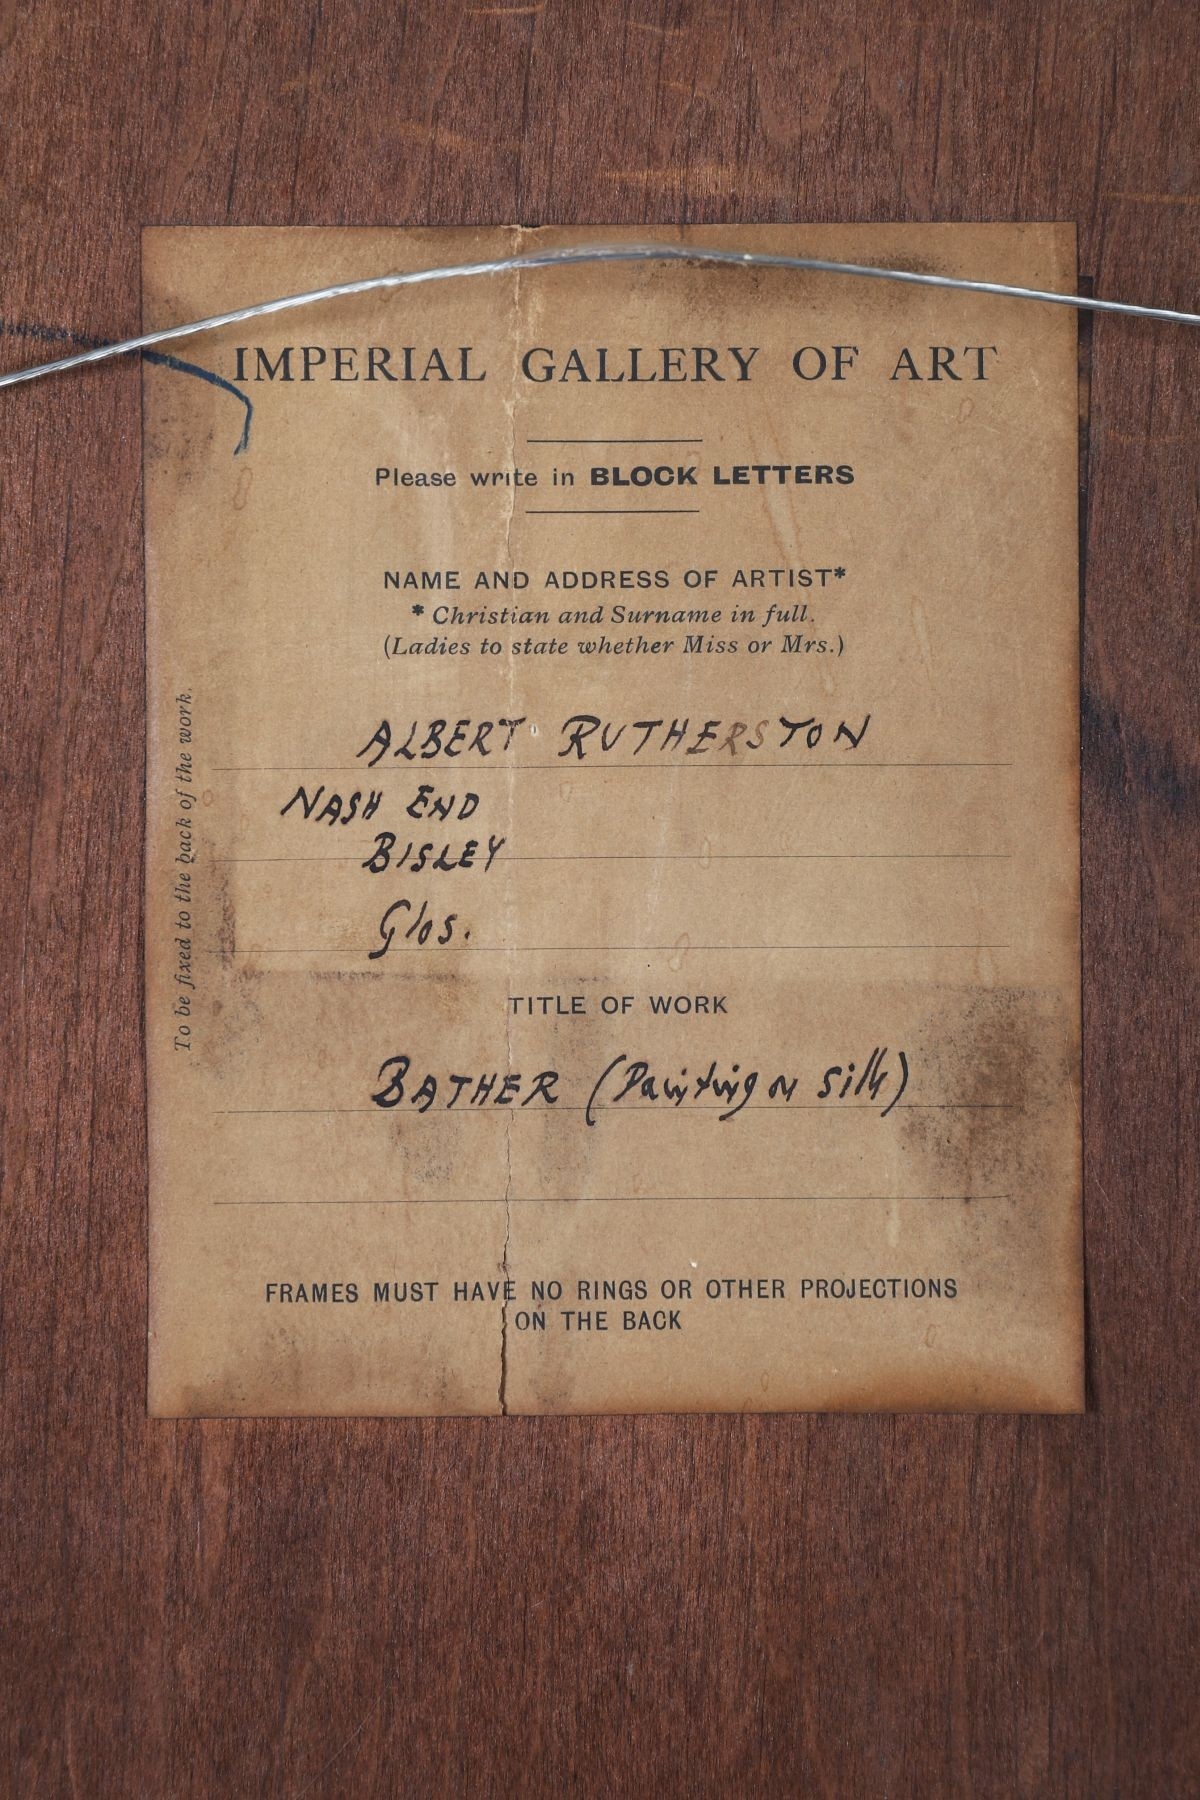 IMPERIAL GALLERY OF ART
Please write in BLOCK LETTERS
NAME AND ADDRESS OF ARTIST*
* Christian and Surname in full.
(Ladies to state whether Miss or Mrs.)
ALBERT RUTHERSTON
NASH END
BISLEY
Glos.
TITLE OF WORK
BATHER (Painting on Silk)
FRAMES MUST HAVE NO RINGS OR OTHER PROJECTIONS
ON THE BACK
To be fixed to the back of the work.